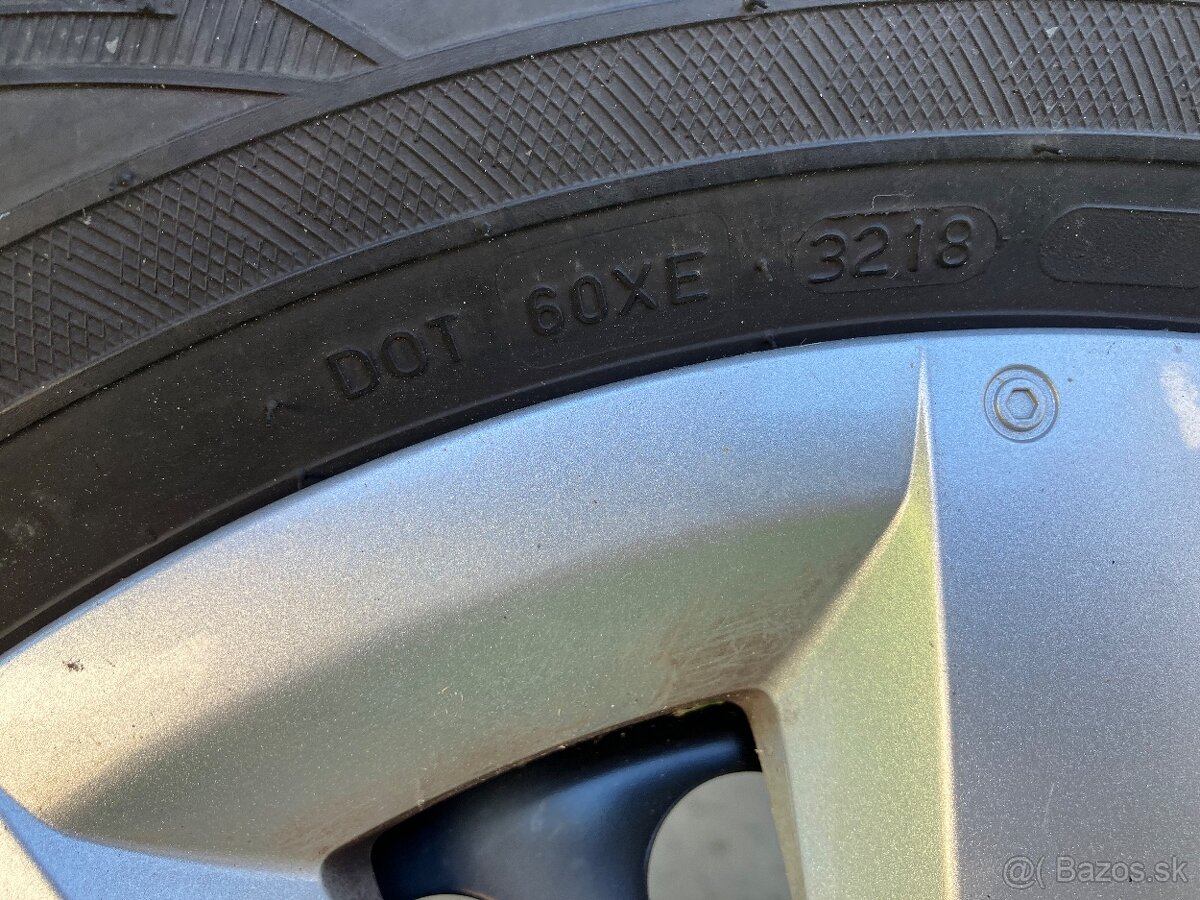 DOT 60XE 3218
@( Bazos.sk